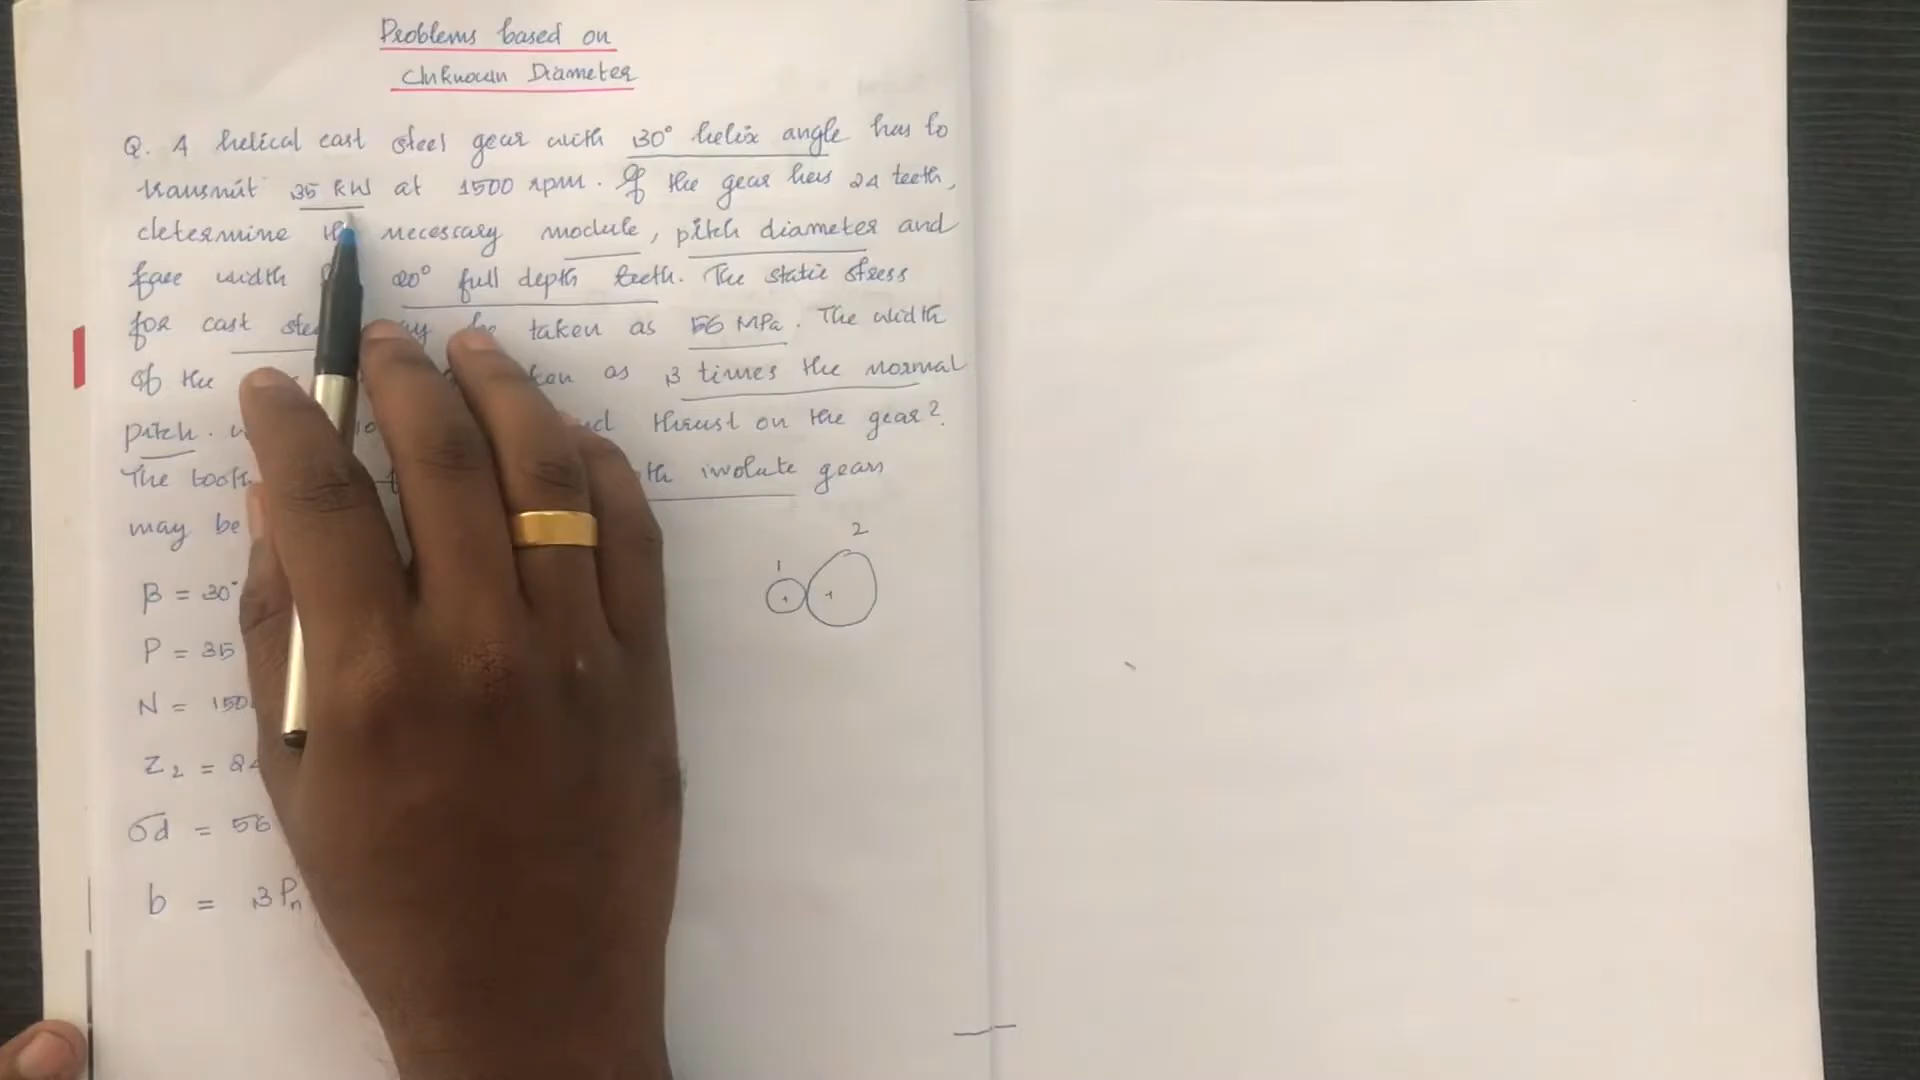 Problems based on
Unknown Diameter
Q. A helical cast steel gear with 30° helix angle has to
transmit 35 kW at 1500 rpm. If the gear has 24 teeth,
determine necessary module, pitch diameter and
face width 20° full depth teeth. The static stress
for cast taken as 56 MPa. The width
of the as 3 times the normal
pitch. thrust on the gear?
The tooth involute gears
may be
2
1
β = 30°
P = 35
N = 150
Z2 = 24
σd = 56
b = 3Pn